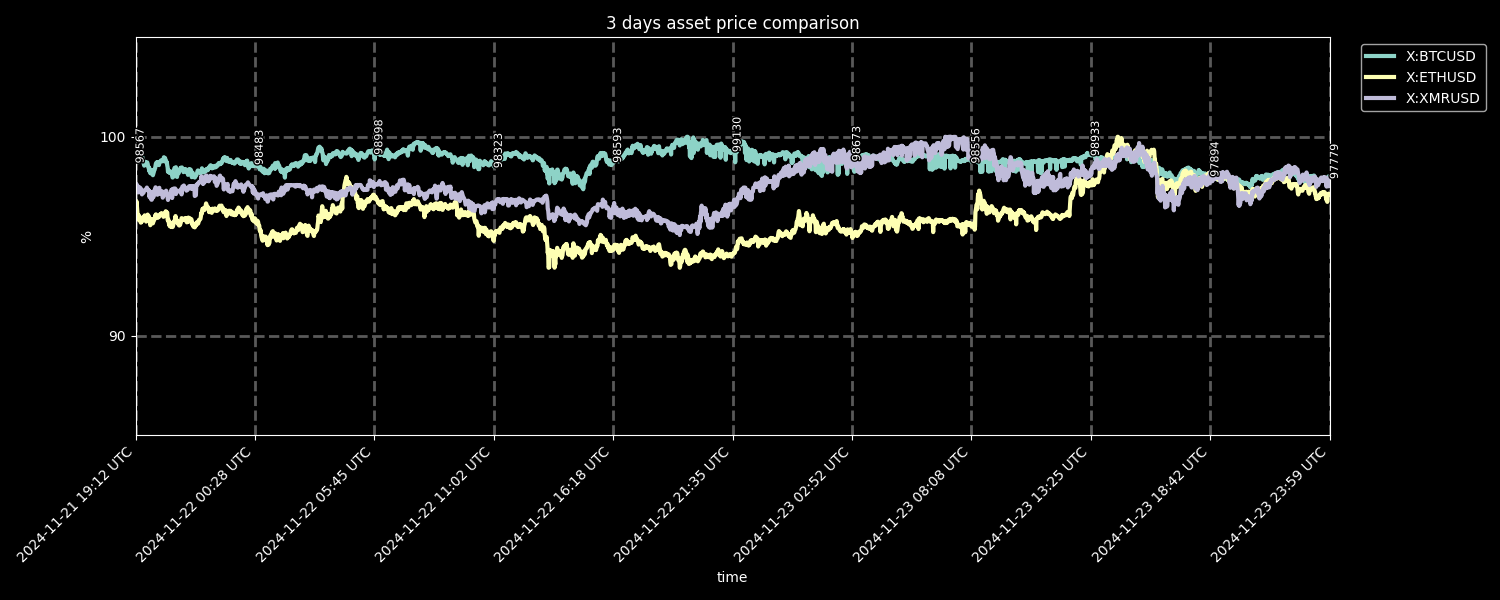 3 days asset price comparison
X:BTCUSD
X:ETHUSD
X:XMRUSD
100
90
%
98567
98483
98998
98323
98593
99130
98673
98556
98933
97894
97779
2024-11-21 19:12 UTC
2024-11-22 00:28 UTC
2024-11-22 05:45 UTC
2024-11-22 11:02 UTC
2024-11-22 16:18 UTC
2024-11-22 21:35 UTC
2024-11-23 02:52 UTC
2024-11-23 08:08 UTC
2024-11-23 13:25 UTC
2024-11-23 18:42 UTC
2024-11-23 23:59 UTC
time